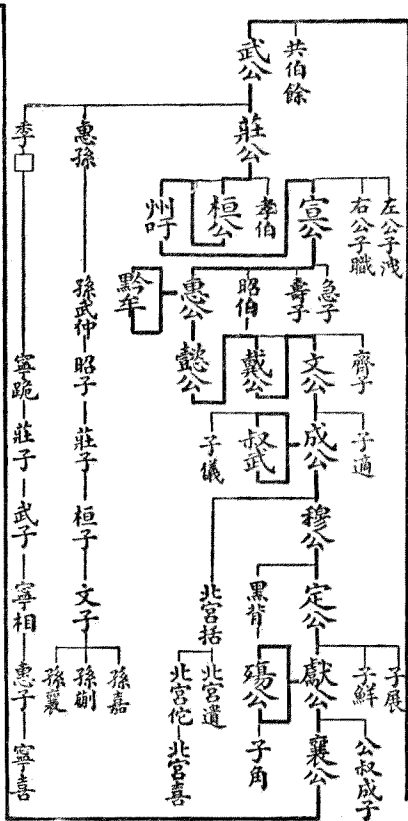 共伯餘
武公
莊公
惠孫
季□
左公子洩
右公子職
宣公
孝伯
桓公
州吁
急子
壽子
昭伯
惠公
黔牟
孫武仲
昭子
莊子
桓子
文子
齊子
文公
戴公
懿公
子適
成公
叔武
子儀
穆公
定公
黑背
北宮括
子展
子鮮
獻公
殤公
子角
北宮遺
北宮佗
北宮喜
公叔成子
襄公
孫嘉
孫蒯
孫襄
寧跪
莊子
武子
寧相
惠子
寧喜